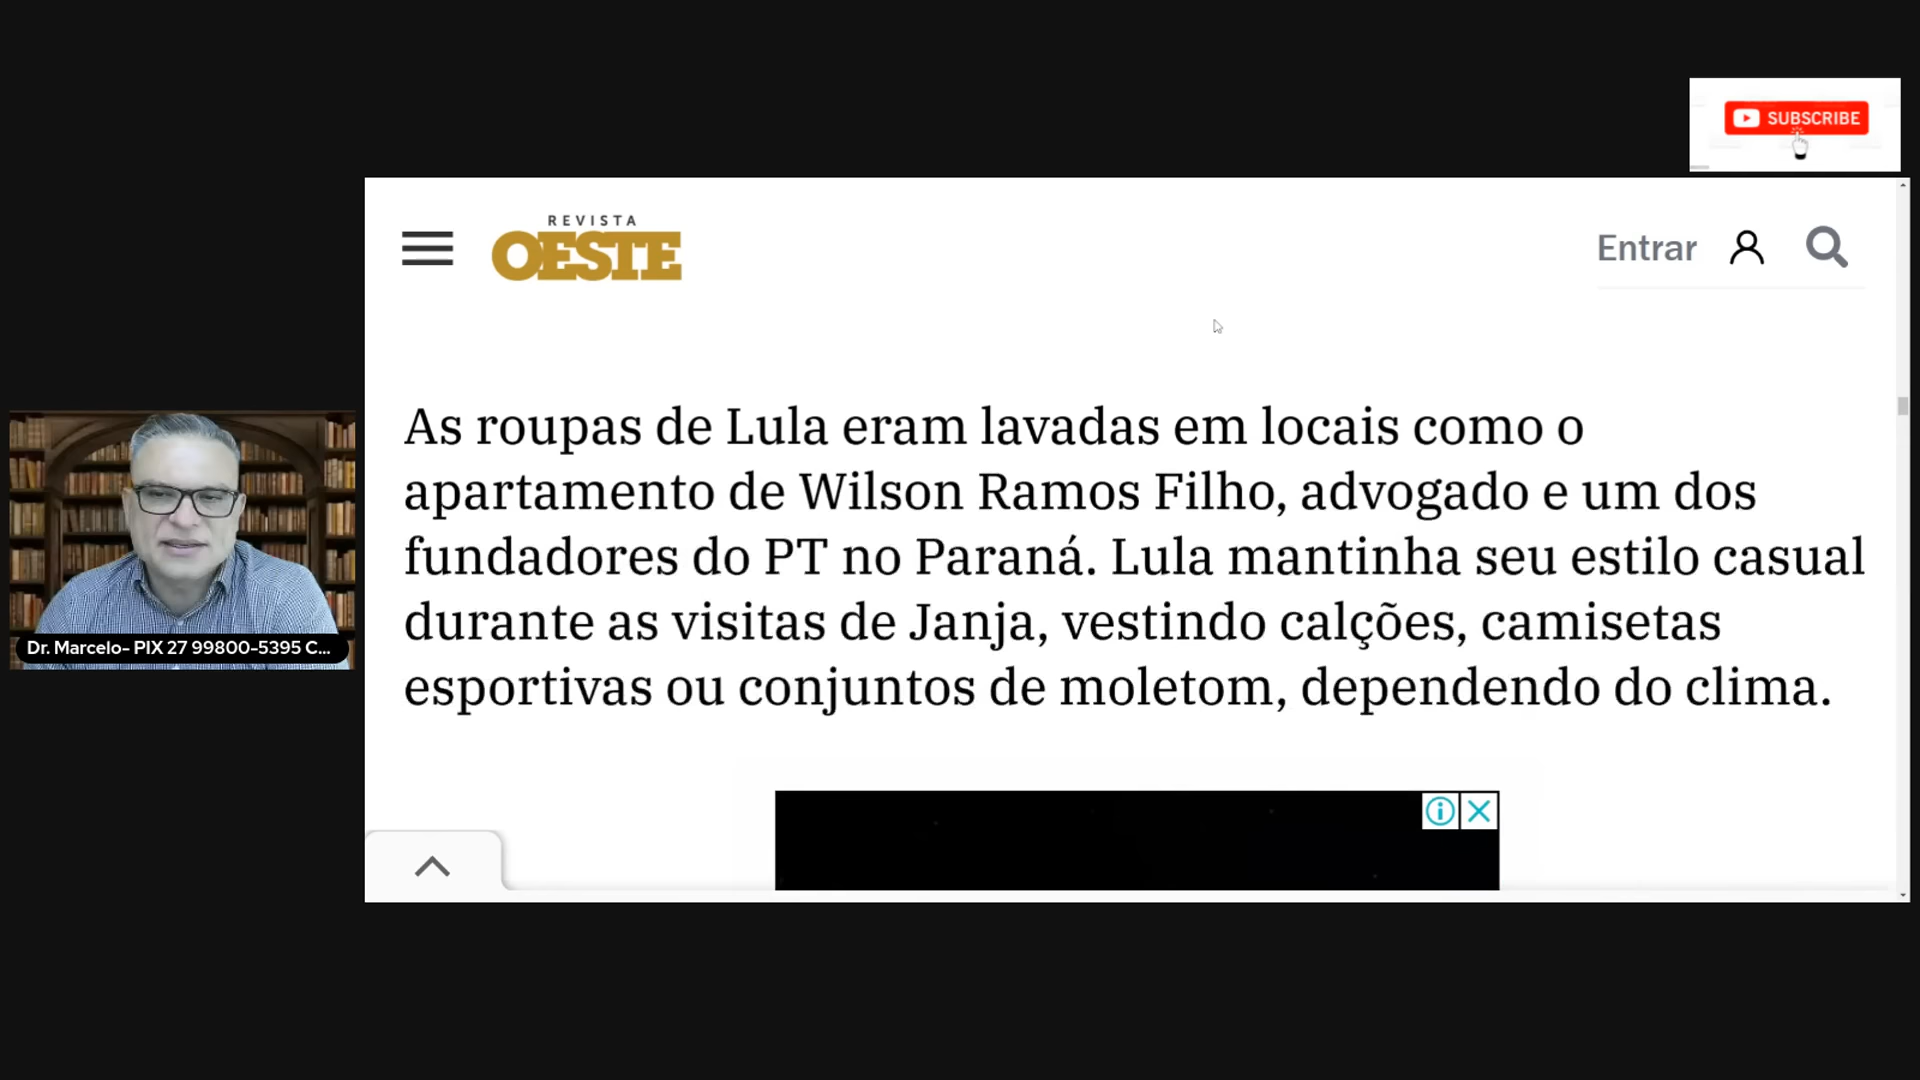 SUBSCRIBE
REVISTA
OESTE
Entrar
As roupas de Lula eram lavadas em locais como o
apartamento de Wilson Ramos Filho, advogado e um dos
fundadores do PT no Paraná. Lula mantinha seu estilo casual
durante as visitas de Janja, vestindo calções, camisetas
esportivas ou conjuntos de moletom, dependendo do clima.
Dr. Marcelo- PIX 27 99800-5395 C...